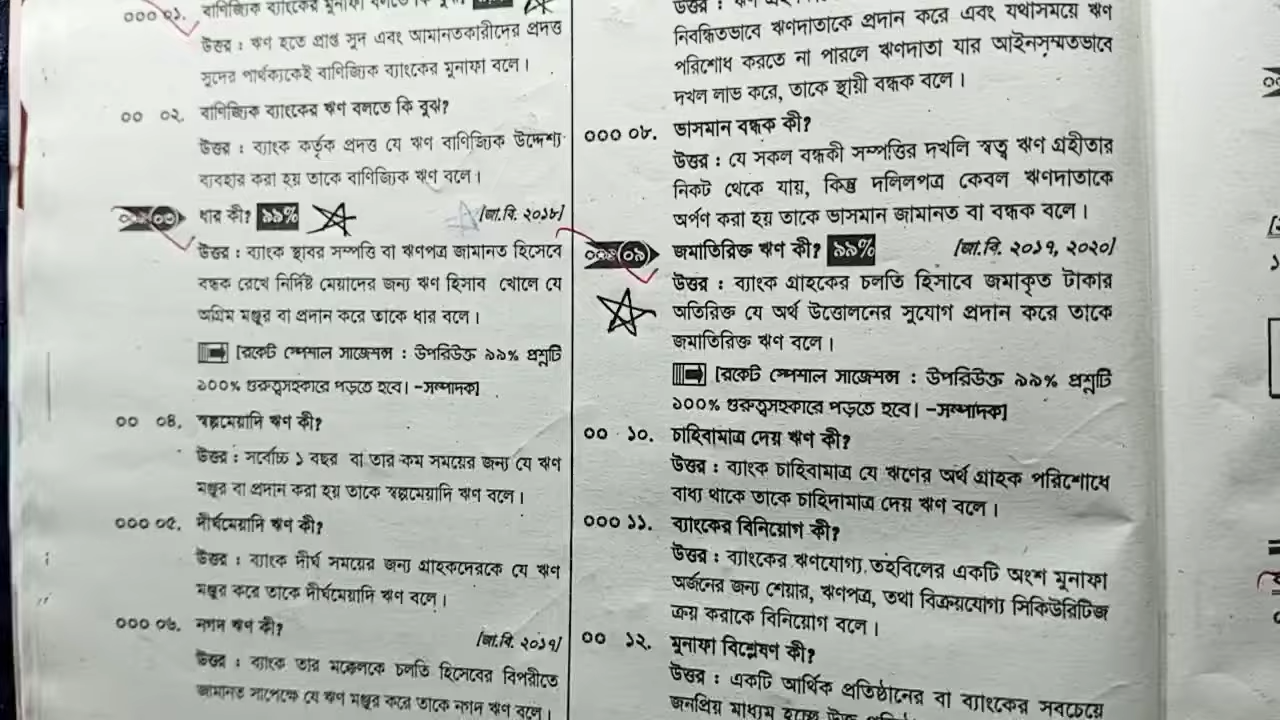 ০০০ ০১. বাণিজ্যিক ব্যাংকের মুনাফা বলতে কি বুঝ?
উত্তর : ঋণ হতে প্রাপ্ত সুদ এবং আমানতকারীদের প্রদত্ত
সুদের পার্থক্যকেই বাণিজ্যিক ব্যাংকের মুনাফা বলে।
০০ ০২. বাণিজ্যিক ব্যাংকের ঋণ বলতে কি বুঝ?
উত্তর : ব্যাংক কর্তৃক প্রদত্ত যে ঋণ বাণিজ্যিক উদ্দেশ্য
ব্যবহার করা হয় তাকে বাণিজ্যিক ঋণ বলে।
০৩ ধার কী? ৯৯% [জা.বি. ২০১৮]
উত্তর : ব্যাংক স্থাবর সম্পত্তি বা ঋণপত্র জামানত হিসেবে
বন্ধক রেখে নির্দিষ্ট মেয়াদের জন্য ঋণ হিসাব খোলে যে
অগ্রিম মঞ্জুর বা প্রদান করে তাকে ধার বলে।
[রকেট স্পেশাল সাজেশন্স : উপরিউক্ত ৯৯% প্রশ্নটি
১০০% গুরুত্বসহকারে পড়তে হবে। -সম্পাদক]
০০ ০৪. স্বল্পমেয়াদি ঋণ কী?
উত্তর : সর্বোচ্চ ১ বছর বা তার কম সময়ের জন্য যে ঋণ
মঞ্জুর বা প্রদান করা হয় তাকে স্বল্পমেয়াদি ঋণ বলে।
০০০ ০৫. দীর্ঘমেয়াদি ঋণ কী?
উত্তর : ব্যাংক দীর্ঘ সময়ের জন্য গ্রাহকদেরকে যে ঋণ
মঞ্জুর করে তাকে দীর্ঘমেয়াদি ঋণ বলে।
০০০ ০৬. নগদ ঋণ কী? [জা.বি. ২০১৭]
উত্তর : ব্যাংক তার মক্কেলকে চলতি হিসেবের বিপরীতে
জামানত সাপেক্ষে যে ঋণ মঞ্জুর করে তাকে নগদ ঋণ বলে।
উত্তর : ঋণ
নিবন্ধিতভাবে ঋণদাতাকে প্রদান করে এবং যথাসময়ে ঋণ
পরিশোধ করতে না পারলে ঋণদাতা যার আইনসম্মতভাবে
দখল লাভ করে, তাকে স্থায়ী বন্ধক বলে।
০০০ ০৮. ভাসমান বন্ধক কী?
উত্তর : যে সকল বন্ধকী সম্পত্তির দখলি স্বত্ব ঋণ গ্রহীতার
নিকট থেকে যায়, কিন্তু দলিলপত্র কেবল ঋণদাতাকে
অর্পণ করা হয় তাকে ভাসমান জামানত বা বন্ধক বলে।
০৯ জমাতিরিক্ত ঋণ কী? ৯৯% [জা.বি. ২০১৭, ২০২০]
উত্তর : ব্যাংক গ্রাহকের চলতি হিসাবে জমাকৃত টাকার
অতিরিক্ত যে অর্থ উত্তোলনের সুযোগ প্রদান করে তাকে
জমাতিরিক্ত ঋণ বলে।
[রকেট স্পেশাল সাজেশন্স : উপরিউক্ত ৯৯% প্রশ্নটি
১০০% গুরুত্বসহকারে পড়তে হবে। -সম্পাদক]
০০ ১০. চাহিবামাত্র দেয় ঋণ কী?
উত্তর : ব্যাংক চাহিবামাত্র যে ঋণের অর্থ গ্রাহক পরিশোধে
বাধ্য থাকে তাকে চাহিদামাত্র দেয় ঋণ বলে।
০০০ ১১. ব্যাংকের বিনিয়োগ কী?
উত্তর : ব্যাংকের ঋণযোগ্য তহবিলের একটি অংশ মুনাফা
অর্জনের জন্য শেয়ার, ঋণপত্র, তথা বিক্রয়যোগ্য সিকিউরিটিজ
ক্রয় করাকে বিনিয়োগ বলে।
০০ ১২. মুনাফা বিশ্লেষণ কী?
উত্তর : একটি আর্থিক প্রতিষ্ঠানের বা ব্যাংকের সবচেয়ে
জনপ্রিয় মাধ্যম হচ্ছে উক্ত